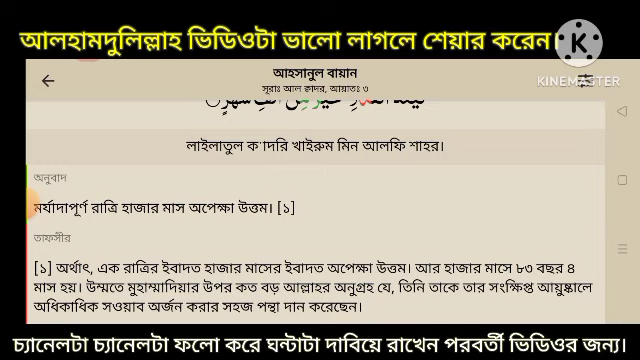 আলহামদুলিল্লাহ ভিডিওটা ভালো লাগলে শেয়ার করেন।
KINEMASTER
আহসানুল বায়ান
সূরাঃ আল ক্বাদর, আয়াতঃ ৩
লাইলাতুল ক'াদরি খাইরুম মিন আলফি শাহর।
অনুবাদ
মর্যাদাপূর্ণ রাত্রি হাজার মাস অপেক্ষা উত্তম। [১]
তাফসীর
[১] অর্থাৎ, এক রাত্রির ইবাদত হাজার মাসের ইবাদত অপেক্ষা উত্তম। আর হাজার মাসে ৮৩ বছর ৪
মাস হয়। উম্মতে মুহাম্মাদিয়ার উপর কত বড় আল্লাহর অনুগ্রহ যে, তিনি তাকে তার সংক্ষিপ্ত আয়ুষ্কালে
অধিকাধিক সওয়াব অর্জন করার সহজ পন্থা দান করেছেন।
চ্যানেলটা চ্যানেলটা ফলো করে ঘন্টাটা দাবিয়ে রাখেন পরবর্তী ভিডিওর জন্য।